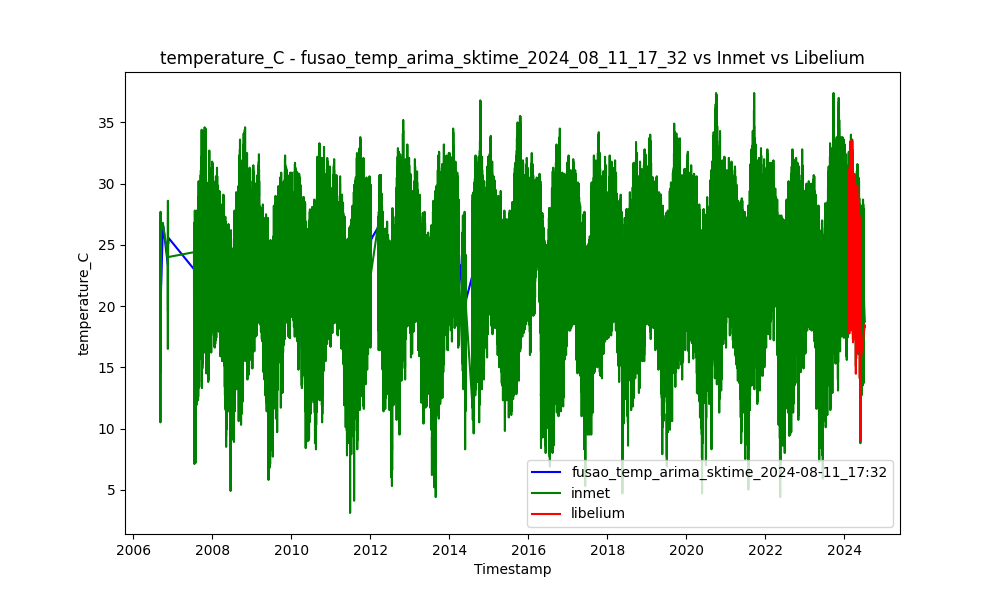 temperature_C - fusao_temp_arima_sktime_2024_08_11_17_32 vs Inmet vs Libelium
temperature_C
35
30
25
20
15
10
5
fusao_temp_arima_sktime_2024-08-11_17:32
inmet
libelium
2006 2008 2010 2012 2014 2016 2018 2020 2022 2024
Timestamp